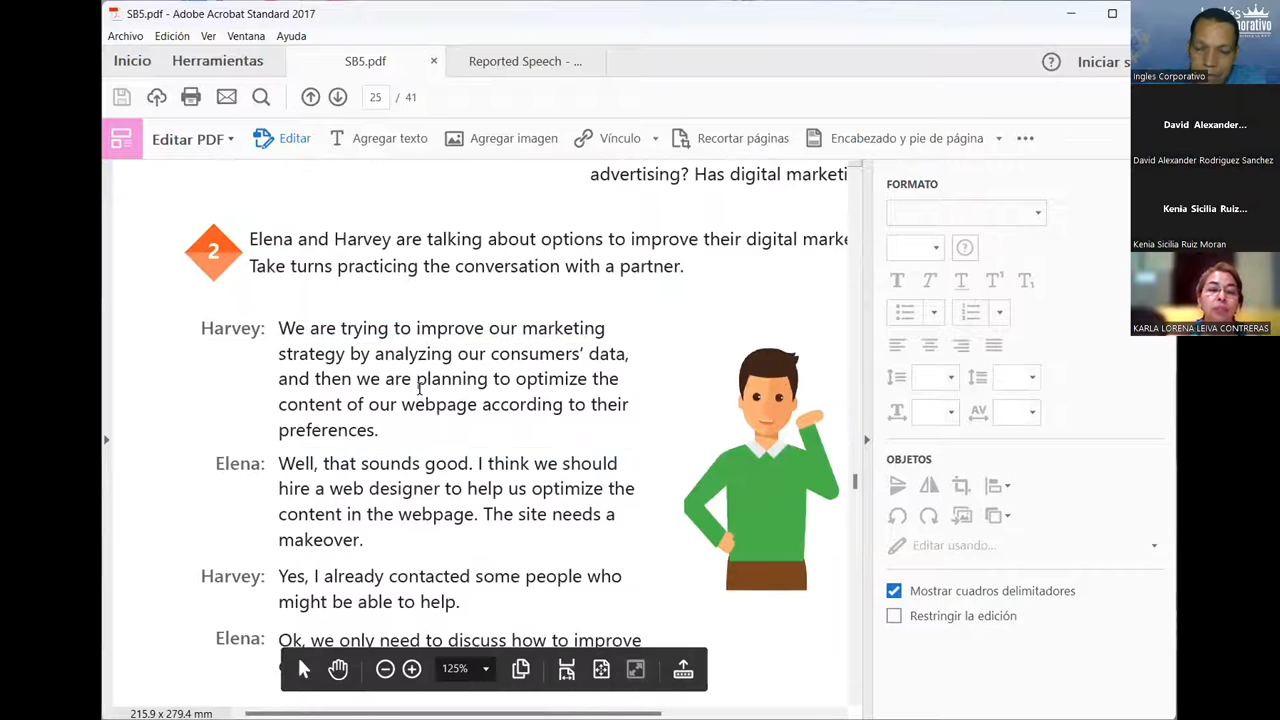 SB5.pdf - Adobe Acrobat Standard 2017
Archivo Edición Ver Ventana Ayuda
Inicio Herramientas SB5.pdf × Reported Speech - ... Iniciar s
25 / 41
Editar PDF Editar Agregar texto Agregar imagen Vínculo Recortar páginas Encabezado y pie de página
advertising? Has digital marketi
2
Elena and Harvey are talking about options to improve their digital marke
Take turns practicing the conversation with a partner.
Harvey: We are trying to improve our marketing
strategy by analyzing our consumers' data,
and then we are planning to optimize the
content of our webpage according to their
preferences.
Elena: Well, that sounds good. I think we should
hire a web designer to help us optimize the
content in the webpage. The site needs a
makeover.
Harvey: Yes, I already contacted some people who
might be able to help.
Elena: Ok, we only need to discuss how to improve
125%
215.9 x 279.4 mm
FORMATO
OBJETOS
Editar usando...
Mostrar cuadros delimitadores
Restringir la edición
Ingles Corporativo
David Alexander...
David Alexander Rodriguez Sanchez
Kenia Sicilia Ruiz...
Kenia Sicilia Ruiz Moran
KARLA LORENA LEIVA CONTRERAS